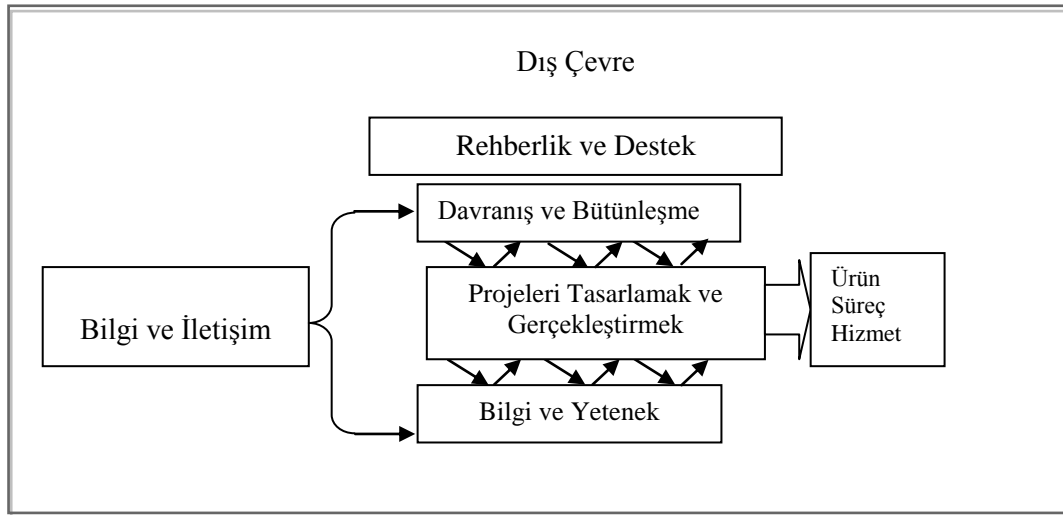 Dış Çevre
Rehberlik ve Destek
Davranış ve Bütünleşme
Bilgi ve İletişim
Projeleri Tasarlamak ve
Gerçekleştirmek
Bilgi ve Yetenek
Ürün
Süreç
Hizmet